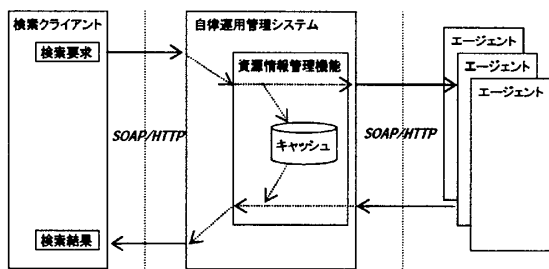 検索クライアント
検索要求
自律運用管理システム
資源情報管理機能
エージェント
エージェント
エージェント
SOAP/HTTP
キャッシュ
SOAP/HTTP
検索結果